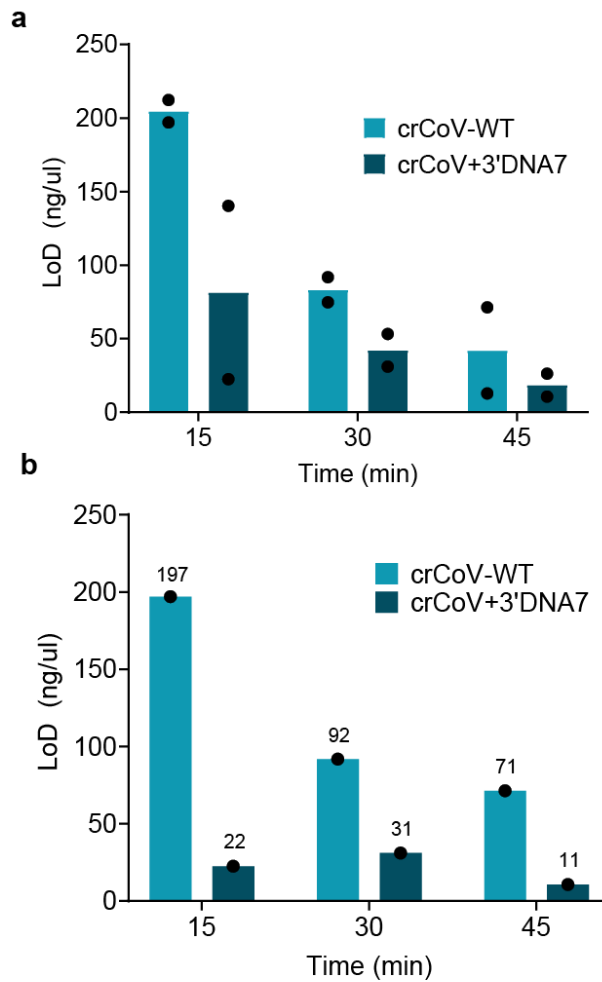 a
250
200
150
100
50
0
LoD (ng/ul)
crCoV-WT
crCoV+3'DNA7
15 30 45
Time (min)
b
250
200
150
100
50
0
LoD (ng/ul)
crCoV-WT
crCoV+3'DNA7
197
22
92
31
71
11
15 30 45
Time (min)